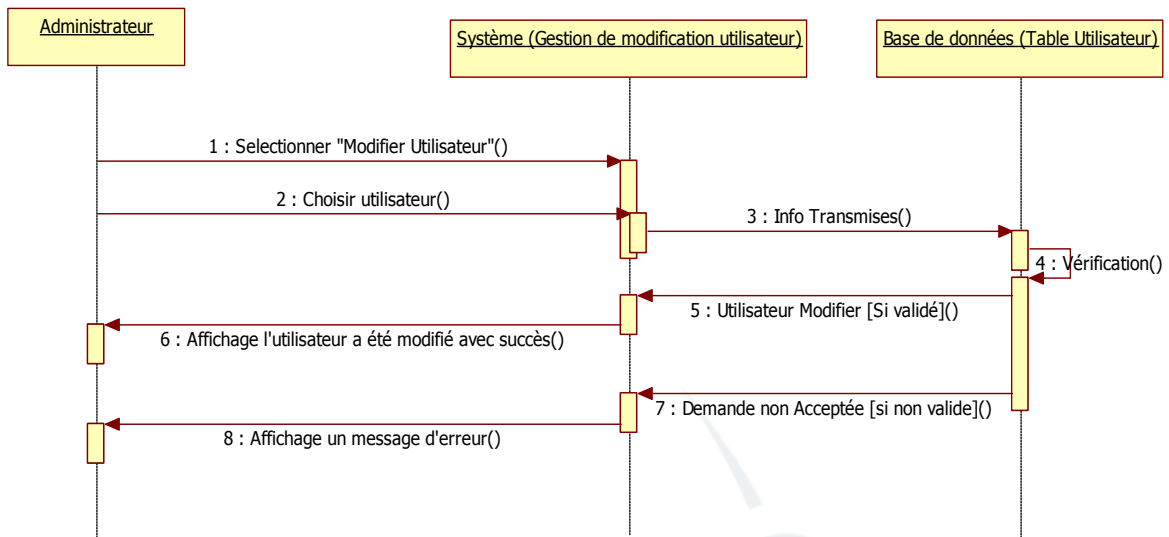 Administrateur
Système (Gestion de modification utilisateur)
Base de données (Table Utilisateur)
1 : Selectionner "Modifier Utilisateur"()
2 : Choisir utilisateur()
3 : Info Transmises()
4 : Vérification()
5 : Utilisateur Modifier [Si validé]()
6 : Affichage l'utilisateur a été modifié avec succès()
7 : Demande non Acceptée [si non valide]()
8 : Affichage un message d'erreur()